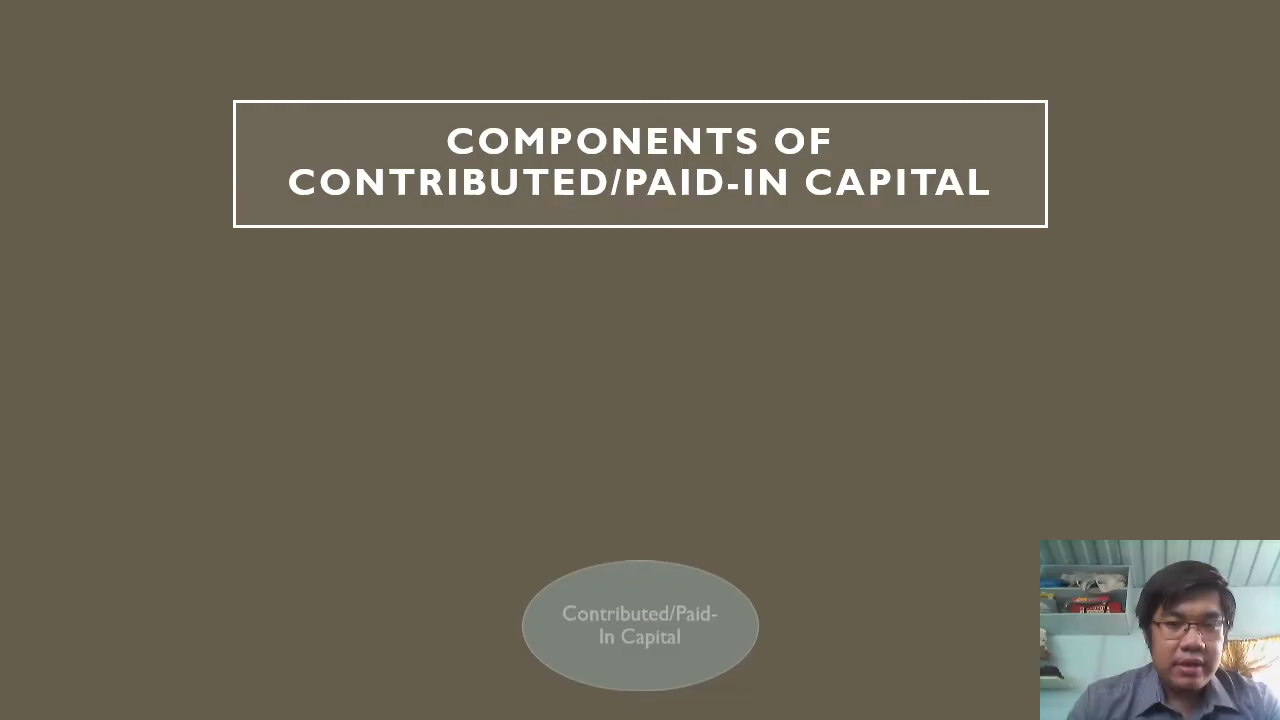 COMPONENTS OF
CONTRIBUTED/PAID-IN CAPITAL
Contributed/Paid-
In Capital